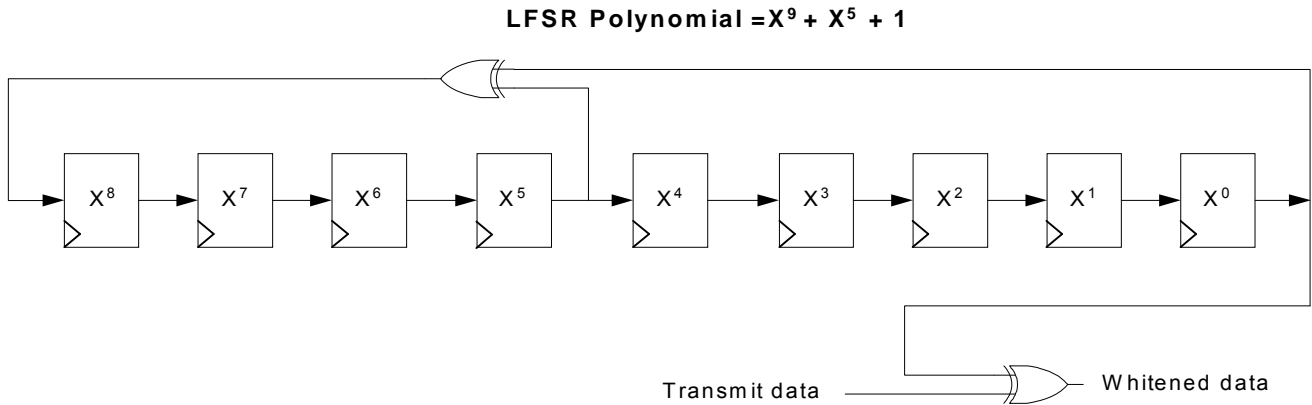 LFSR Polynomial =X⁹ + X⁵ + 1
X⁸ X⁷ X⁶ X⁵ X⁴ X³ X² X¹ X⁰
Transmit data
Whitened data